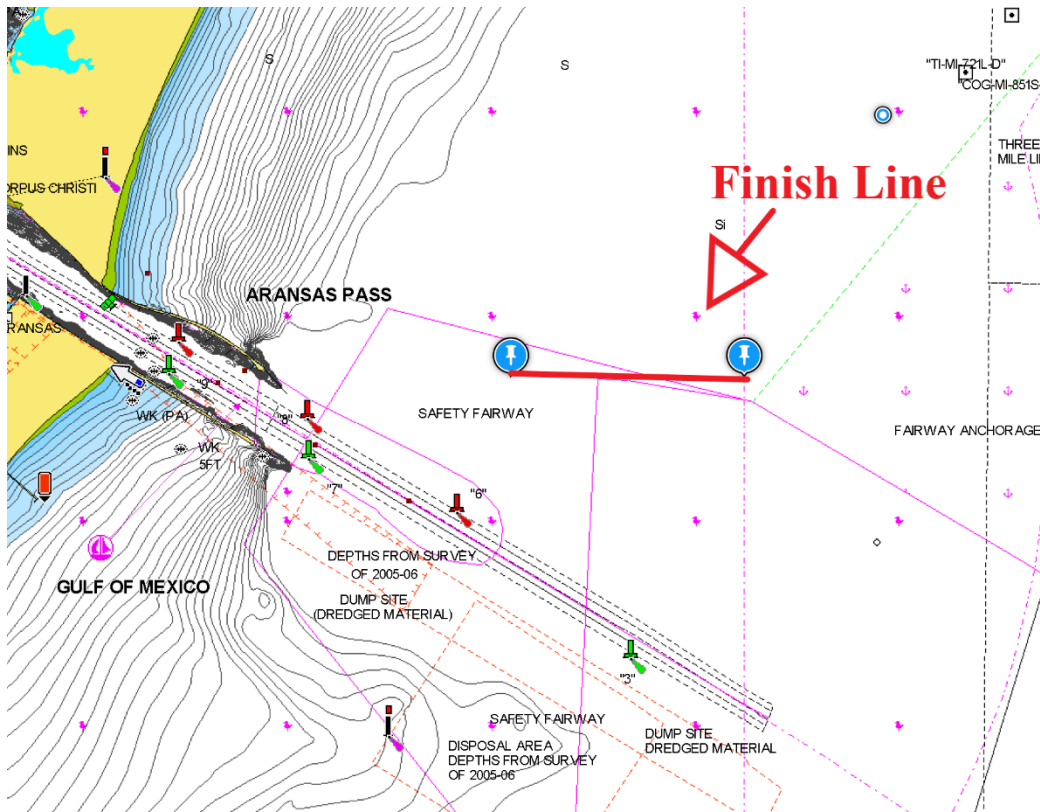 S
S
"TI-MI-721L-D"
"COG-MI-851S
INS
THREE
MILE LI
ORPUS CHRISTI
Finish Line
Si
ARANSAS PASS
ARANSAS
"9"
SAFETY FAIRWAY
WK (PA)
"8"
FAIRWAY ANCHORAGE
WK
5FT
"7"
"6"
DEPTHS FROM SURVEY
OF 2005-06
GULF OF MEXICO
DUMP SITE
(DREDGED MATERIAL)
"3"
SAFETY FAIRWAY
DUMP SITE
DREDGED MATERIAL
DISPOSAL AREA
DEPTHS FROM SURVEY
OF 2005-06